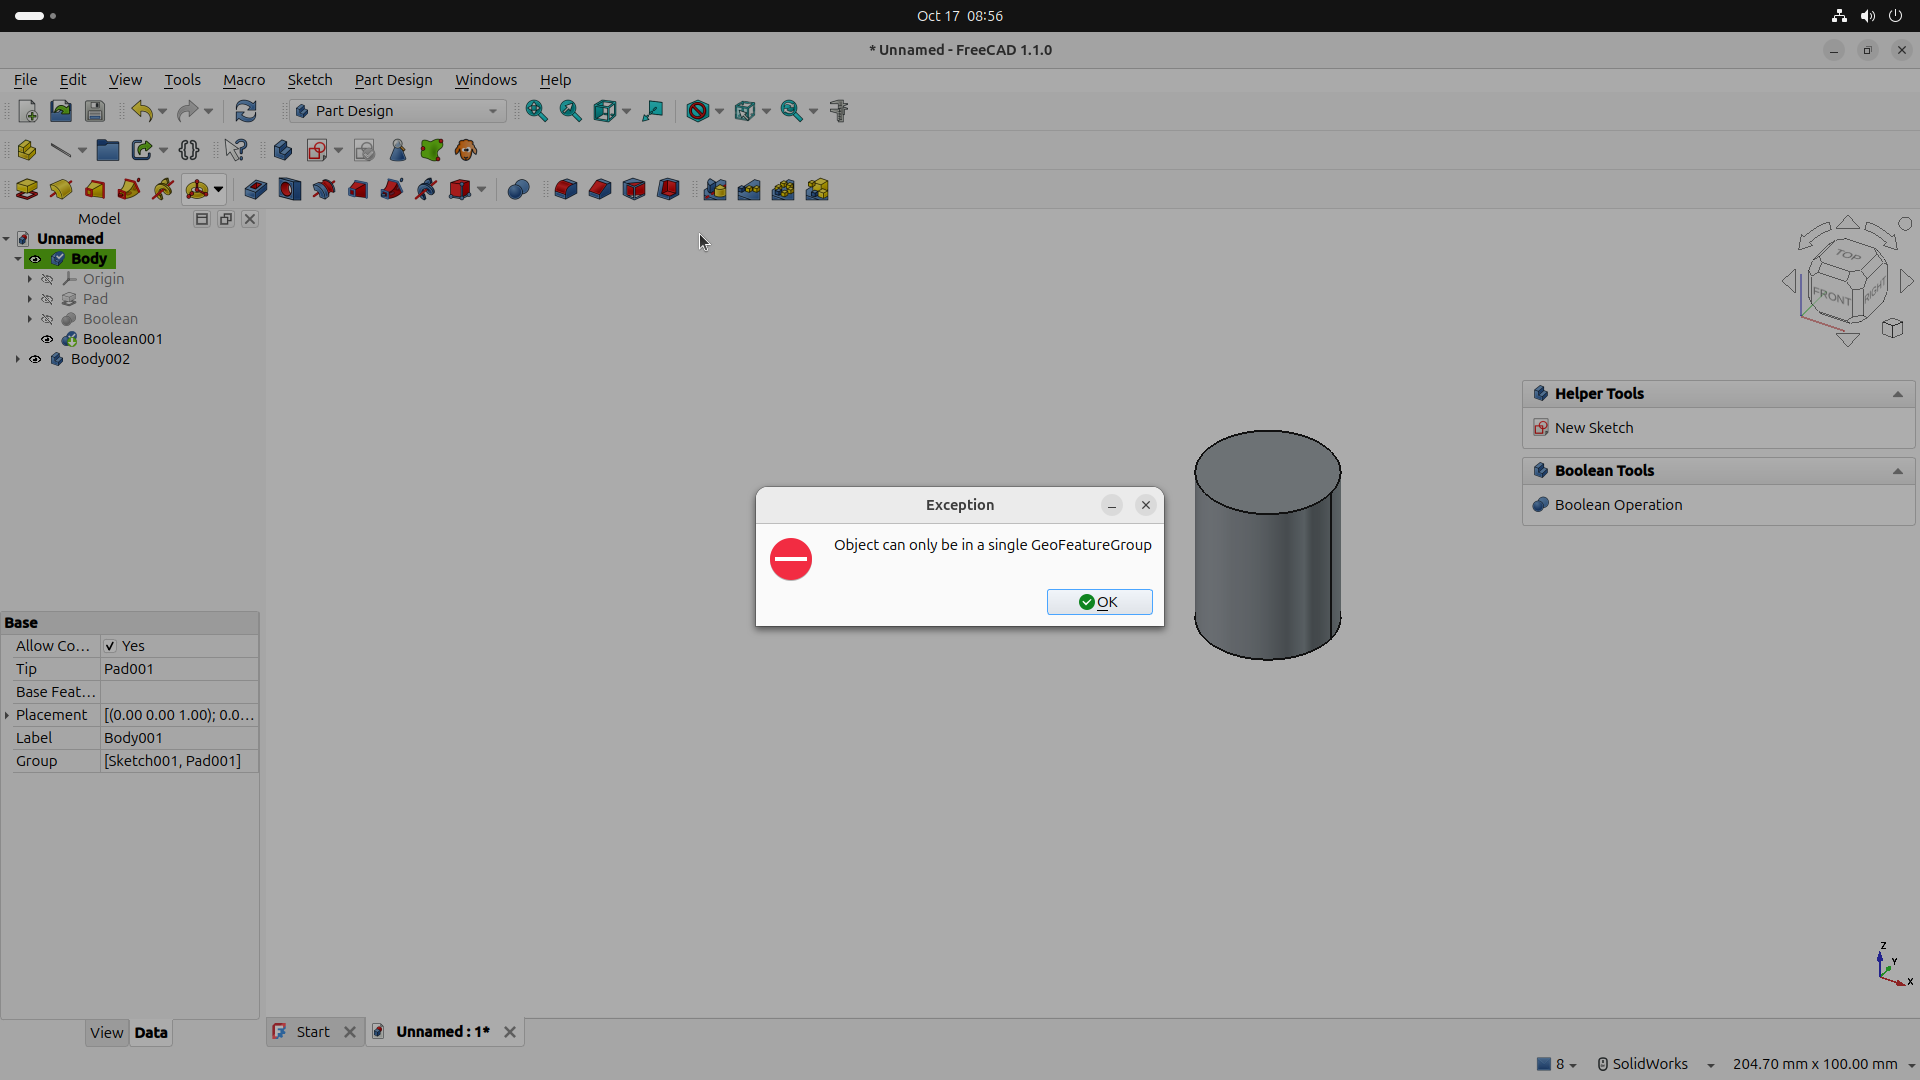 Oct 17 08:56
* Unnamed - FreeCAD 1.1.0
File Edit View Tools Macro Sketch Part Design Windows Help
Part Design
Model
Unnamed
Body
Origin
Pad
Boolean
Boolean001
Body002
TOP
FRONT
RIGHT
Helper Tools
New Sketch
Boolean Tools
Boolean Operation
Exception
Object can only be in a single GeoFeatureGroup
OK
Base
Allow Co... Yes
Tip Pad001
Base Feat...
Placement [(0.00 0.00 1.00); 0.0...
Label Body001
Group [Sketch001, Pad001]
Z
Y
X
View Data
Start Unnamed : 1*
8 SolidWorks 204.70 mm x 100.00 mm